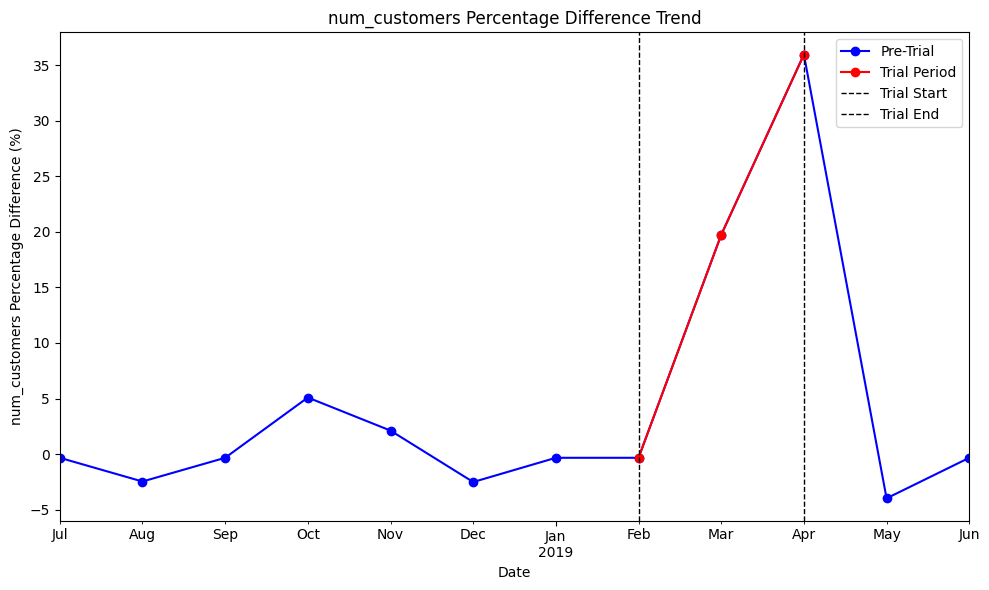 num_customers Percentage Difference Trend
Pre-Trial
Trial Period
Trial Start
Trial End
num_customers Percentage Difference (%)
35
30
25
20
15
10
5
0
−5
Jul Aug Sep Oct Nov Dec Jan Feb Mar Apr May Jun
2019
Date